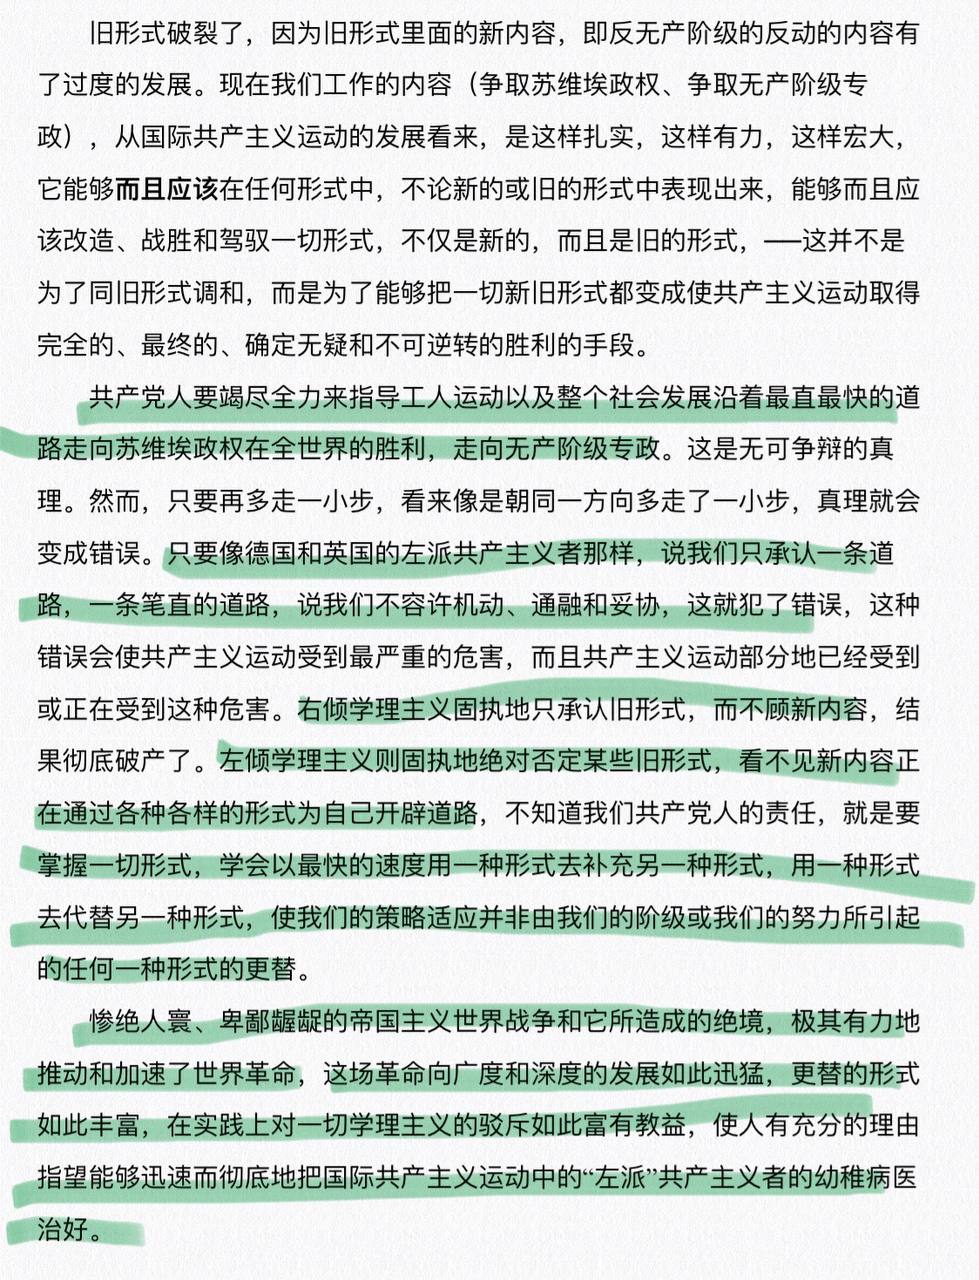 旧形式破裂了，因为旧形式里面的新内容，即反无产阶级的反动的内容有
了过度的发展。现在我们工作的内容（争取苏维埃政权、争取无产阶级专
政），从国际共产主义运动的发展看来，是这样扎实，这样有力，这样宏大，
它能够而且应该在任何形式中，不论新的或旧的形式中表现出来，能够而且应
该改造、战胜和驾驭一切形式，不仅是新的，而且是旧的形式，——这并不是
为了同旧形式调和，而是为了能够把一切新旧形式都变成使共产主义运动取得
完全的、最终的、确定无疑和不可逆转的胜利的手段。
共产党人要竭尽全力来指导工人运动以及整个社会发展沿着最直最快的道
路走向苏维埃政权在全世界的胜利，走向无产阶级专政。这是无可争辩的真
理。然而，只要再多走一小步，看来像是朝同一方向多走了一小步，真理就会
变成错误。只要像德国和英国的左派共产主义者那样，说我们只承认一条道
路，一条笔直的道路，说我们不容许机动、通融和妥协，这就犯了错误，这种
错误会使共产主义运动受到最严重的危害，而且共产主义运动部分地已经受到
或正在受到这种危害。右倾学理主义固执地只承认旧形式，而不顾新内容，结
果彻底破产了。左倾学理主义则固执地绝对否定某些旧形式，看不见新内容正
在通过各种各样的形式为自己开辟道路，不知道我们共产党人的责任，就是要
掌握一切形式，学会以最快的速度用一种形式去补充另一种形式，用一种形式
去代替另一种形式，使我们的策略适应并非由我们的阶级或我们的努力所引起
的任何一种形式的更替。
惨绝人寰、卑鄙龌龊的帝国主义世界战争和它所造成的绝境，极其有力地
推动和加速了世界革命，这场革命向广度和深度的发展如此迅猛，更替的形式
如此丰富，在实践上对一切学理主义的驳斥如此富有教益，使人有充分的理由
指望能够迅速而彻底地把国际共产主义运动中的“左派”共产主义者的幼稚病医
治好。